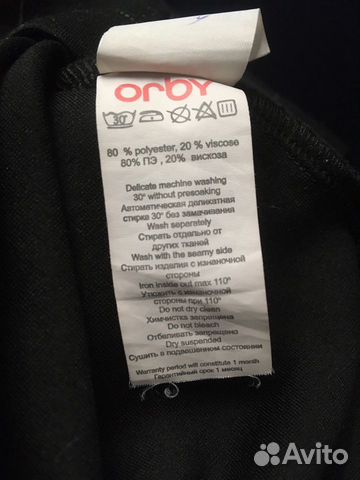 orby
30°
80 % polyester, 20 % viscose
80% ПЭ , 20% вискоза
Delicate machine washing
30° without presoaking
Автоматическая деликатная
стирка 30° без замачивания
Wash separately
Стирать отдельно от
других тканей
Wash with the seamy side
Стирать изделия с изнаночной
стороны
Iron inside out max 110°
Утюжить с изнаночной
стороны при 110°
Do not dry clean
Химчистка запрещена
Do not bleach
Отбеливать запрещено
Dry suspended
Сушить в подвешенном состоянии
Warranty period will constitute 1 month
Гарантийный срок 1 месяц
Avito